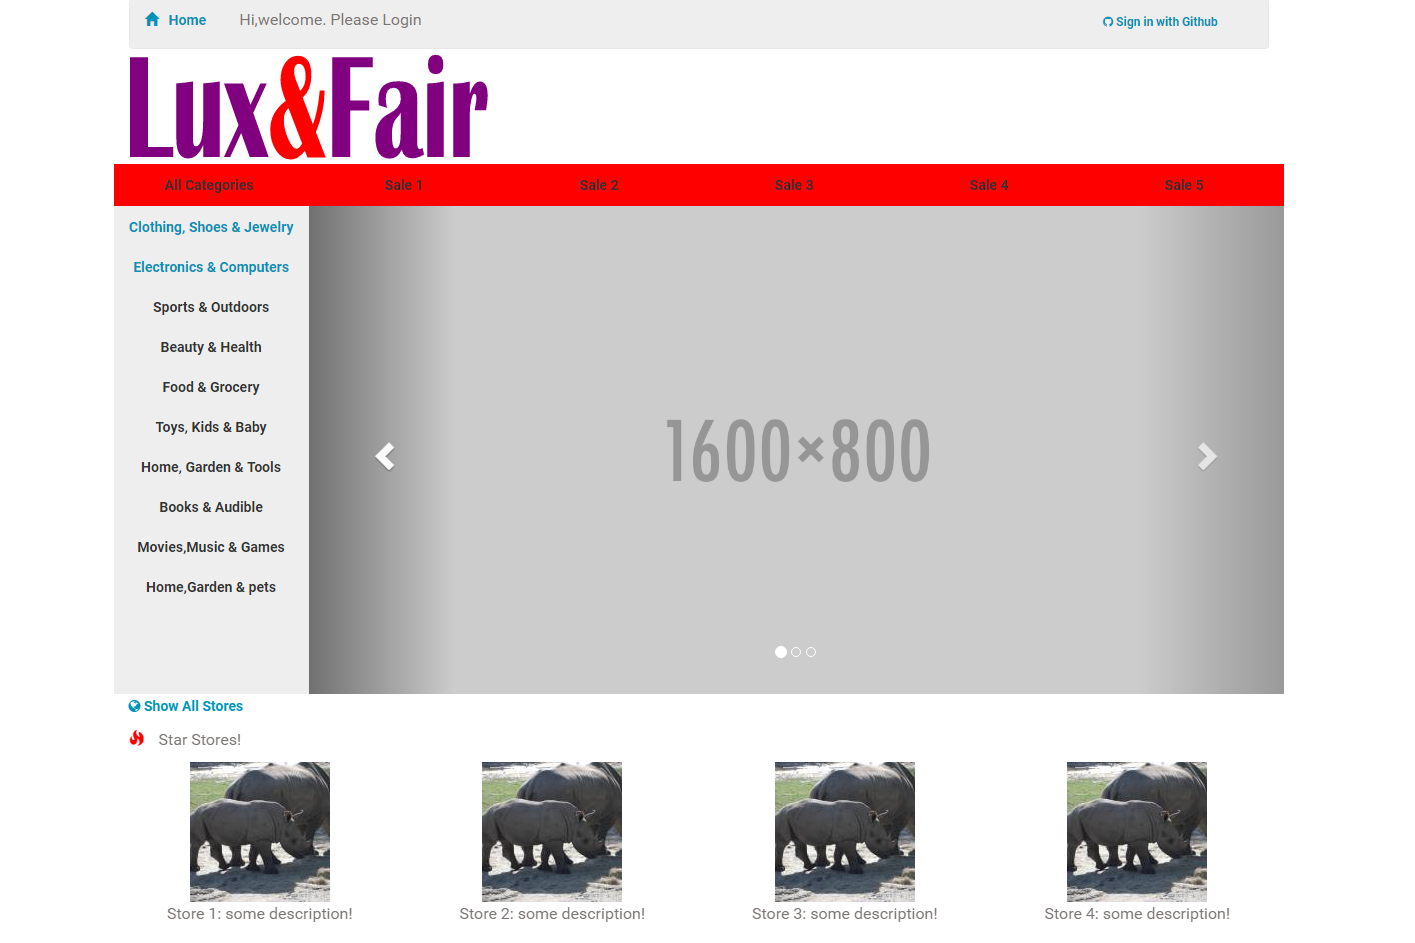 Home Hi,welcome. Please Login Sign in with Github
Lux&Fair
All Categories Sale 1 Sale 2 Sale 3 Sale 4 Sale 5
Clothing, Shoes & Jewelry
Electronics & Computers
Sports & Outdoors
Beauty & Health
Food & Grocery
Toys, Kids & Baby
Home, Garden & Tools
Books & Audible
Movies,Music & Games
Home,Garden & pets
1600×800
Show All Stores
Star Stores!
Store 1: some description! Store 2: some description! Store 3: some description! Store 4: some description!